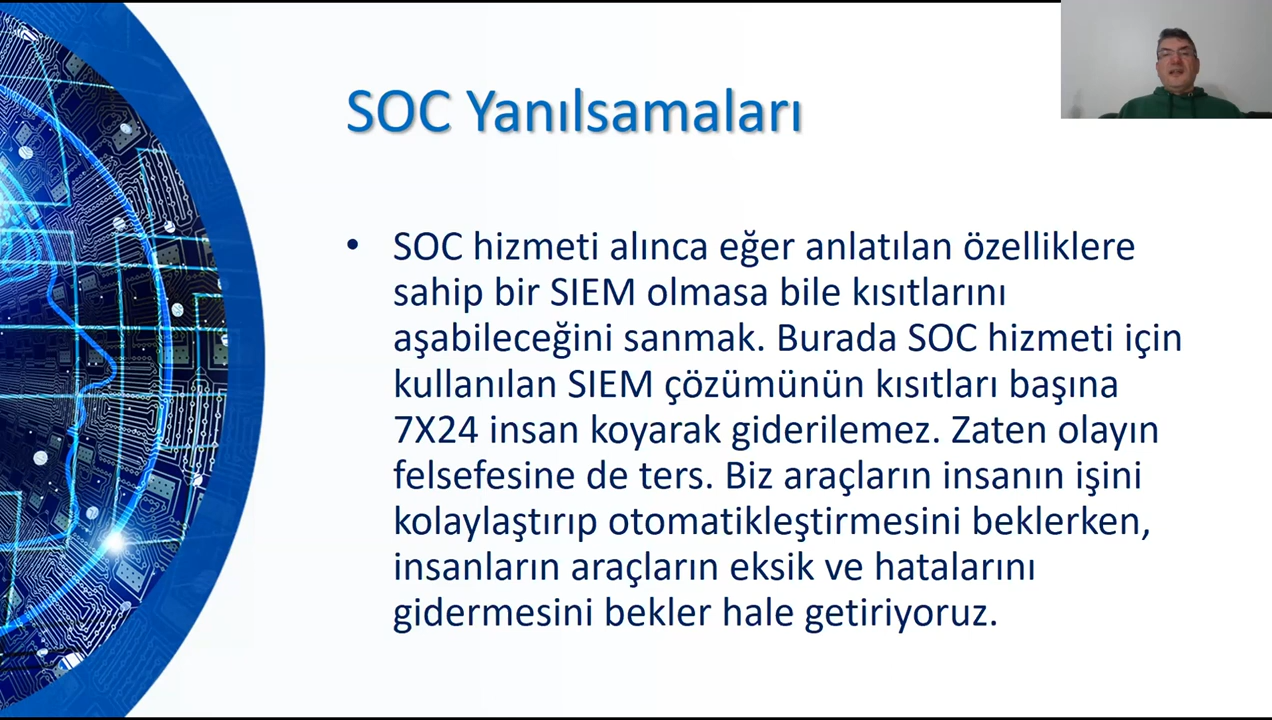 SOC Yanılsamaları
• SOC hizmeti alınca eğer anlatılan özelliklere
sahip bir SIEM olmasa bile kısıtlarını
aşabileceğini sanmak. Burada SOC hizmeti için
kullanılan SIEM çözümünün kısıtları başına
7X24 insan koyarak giderilemez. Zaten olayın
felsefesine de ters. Biz araçların insanın işini
kolaylaştırıp otomatikleştirmesini beklerken,
insanların araçların eksik ve hatalarını
gidermesini bekler hale getiriyoruz.